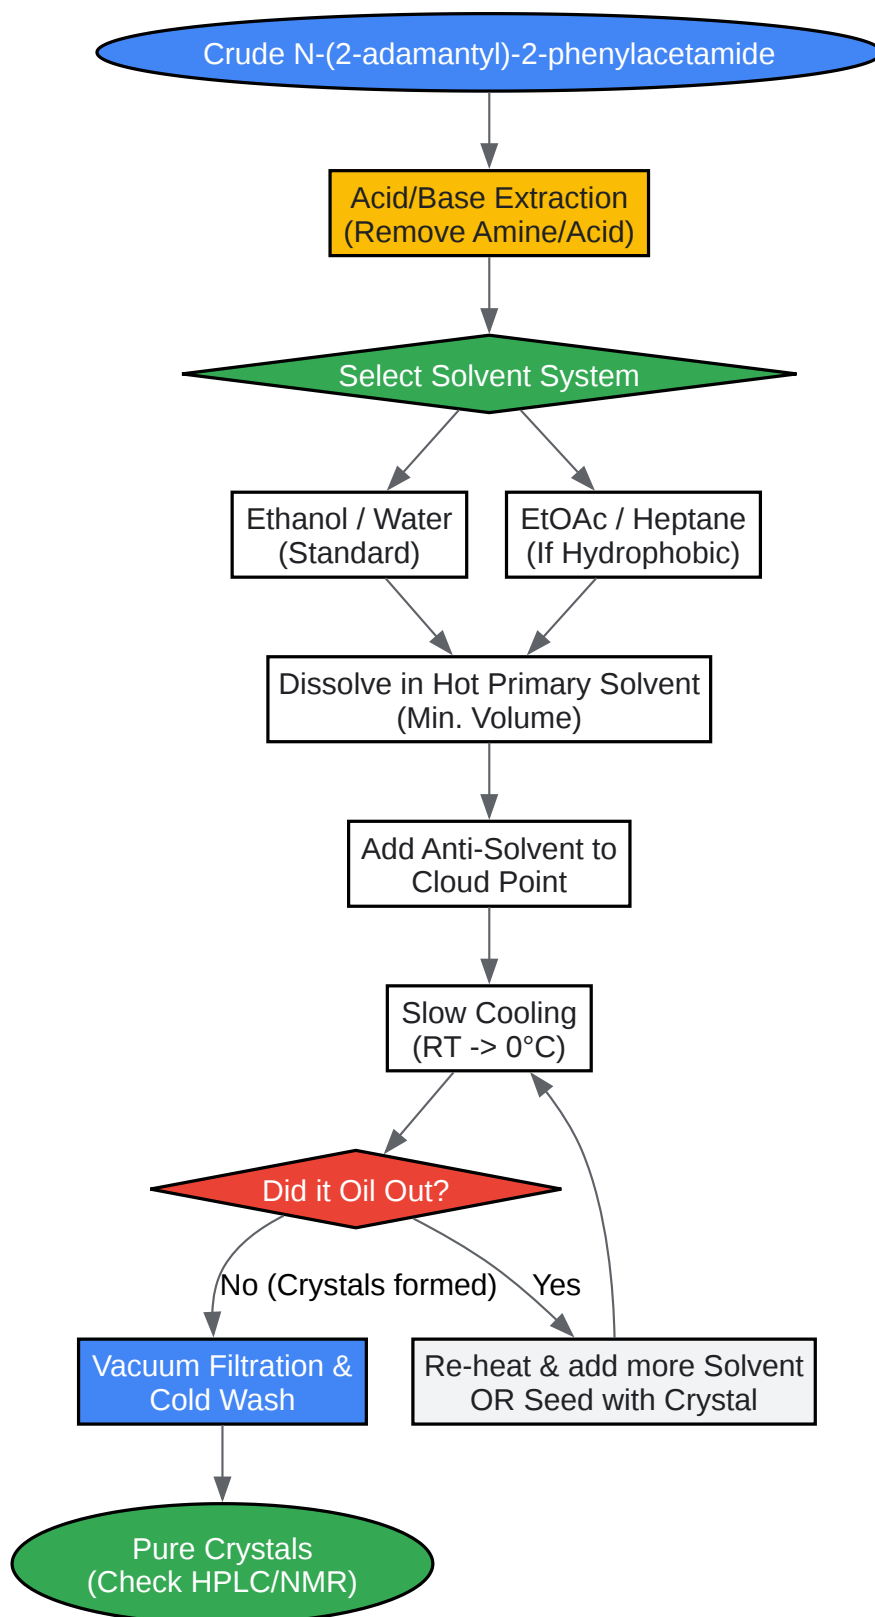 Crude N-(2-adamantyl)-2-phenylacetamide
Acid/Base Extraction
(Remove Amine/Acid)
Select Solvent System
Ethanol / Water
(Standard)
EtOAc / Heptane
(If Hydrophobic)
Dissolve in Hot Primary Solvent
(Min. Volume)
Add Anti-Solvent to
Cloud Point
Slow Cooling
(RT -> 0°C)
Did it Oil Out?
No (Crystals formed)
Yes
Vacuum Filtration &
Cold Wash
Re-heat & add more Solvent
OR Seed with Crystal
Pure Crystals
(Check HPLC/NMR)